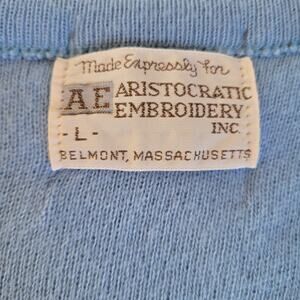 Made Expressly for
AE ARISTOCRATIC
EMBROIDERY
- L - INC.
BELMONT, MASSACHUSETTS